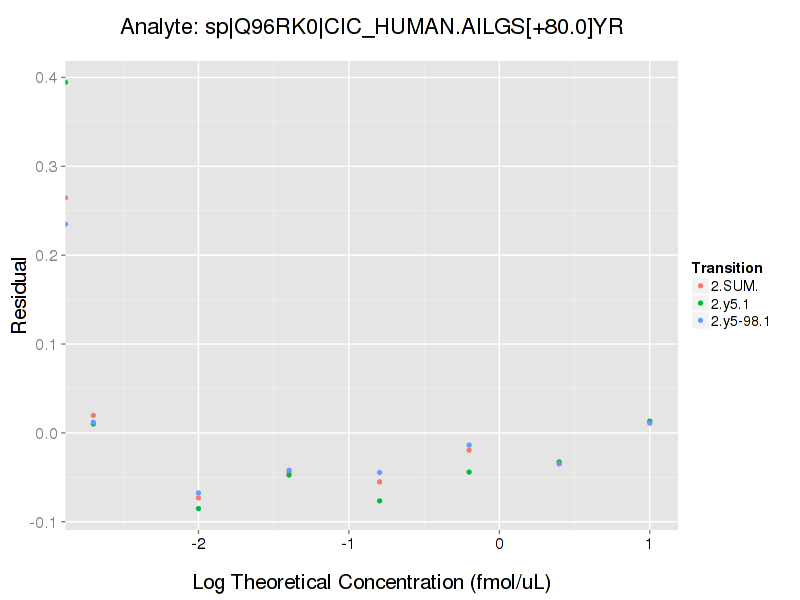 Analyte: sp|Q96RK0|CIC_HUMAN.AILGS[+80.0]YR
0.4
0.3
0.2
0.1
0.0
-0.1
Residual
-2
-1
0
1
Log Theoretical Concentration (fmol/uL)
Transition
2.SUM.
2.y5.1
2.y5-98.1